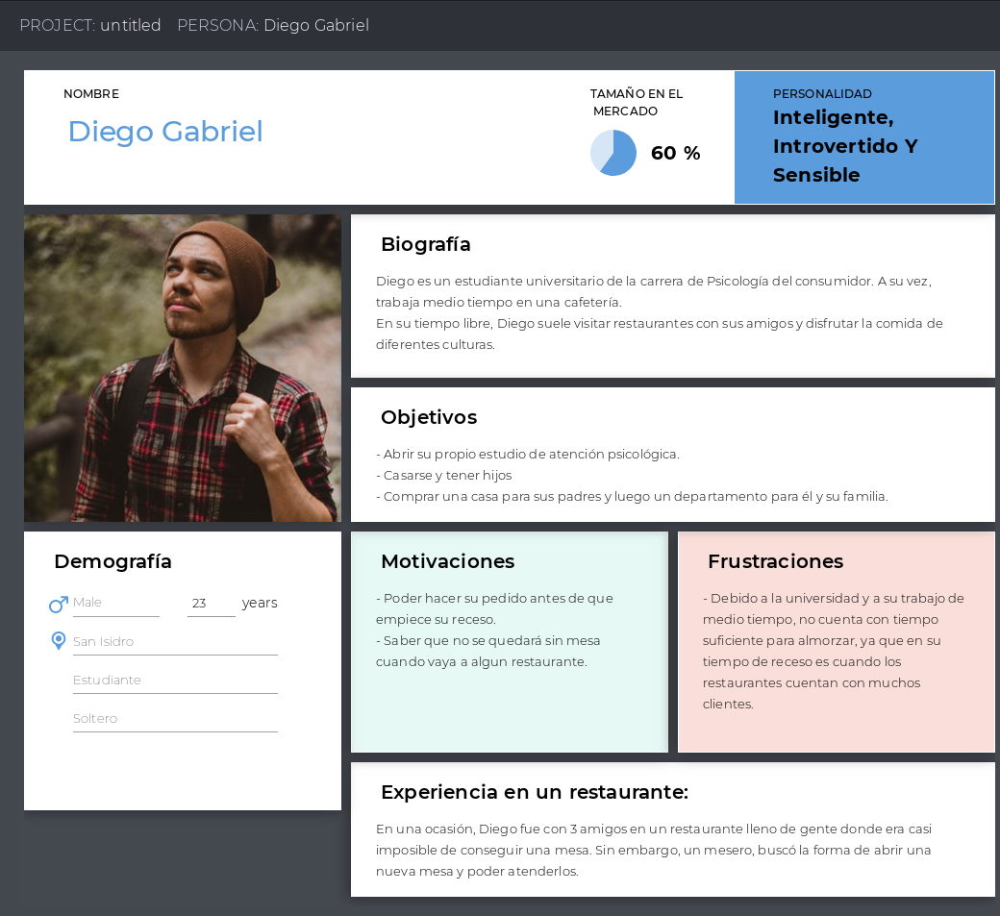 PROJECT: untitled PERSONA: Diego Gabriel
NOMBRE
Diego Gabriel
TAMAÑO EN EL
MERCADO
60 %
PERSONALIDAD
Inteligente,
Introvertido Y
Sensible
Biografía
Diego es un estudiante universitario de la carrera de Psicología del consumidor. A su vez,
trabaja medio tiempo en una cafetería.
En su tiempo libre, Diego suele visitar restaurantes con sus amigos y disfrutar la comida de
diferentes culturas.
Objetivos
- Abrir su propio estudio de atención psicológica.
- Casarse y tener hijos
- Comprar una casa para sus padres y luego un departamento para él y su familia.
Demografía
Male 23 years
San Isidro
Estudiante
Soltero
Motivaciones
- Poder hacer su pedido antes de que
empiece su receso.
- Saber que no se quedará sin mesa
cuando vaya a algun restaurante.
Frustraciones
- Debido a la universidad y a su trabajo de
medio tiempo, no cuenta con tiempo
suficiente para almorzar, ya que en su
tiempo de receso es cuando los
restaurantes cuentan con muchos
clientes.
Experiencia en un restaurante:
En una ocasión, Diego fue con 3 amigos en un restaurante lleno de gente donde era casi
imposible de conseguir una mesa. Sin embargo, un mesero, buscó la forma de abrir una
nueva mesa y poder atenderlos.